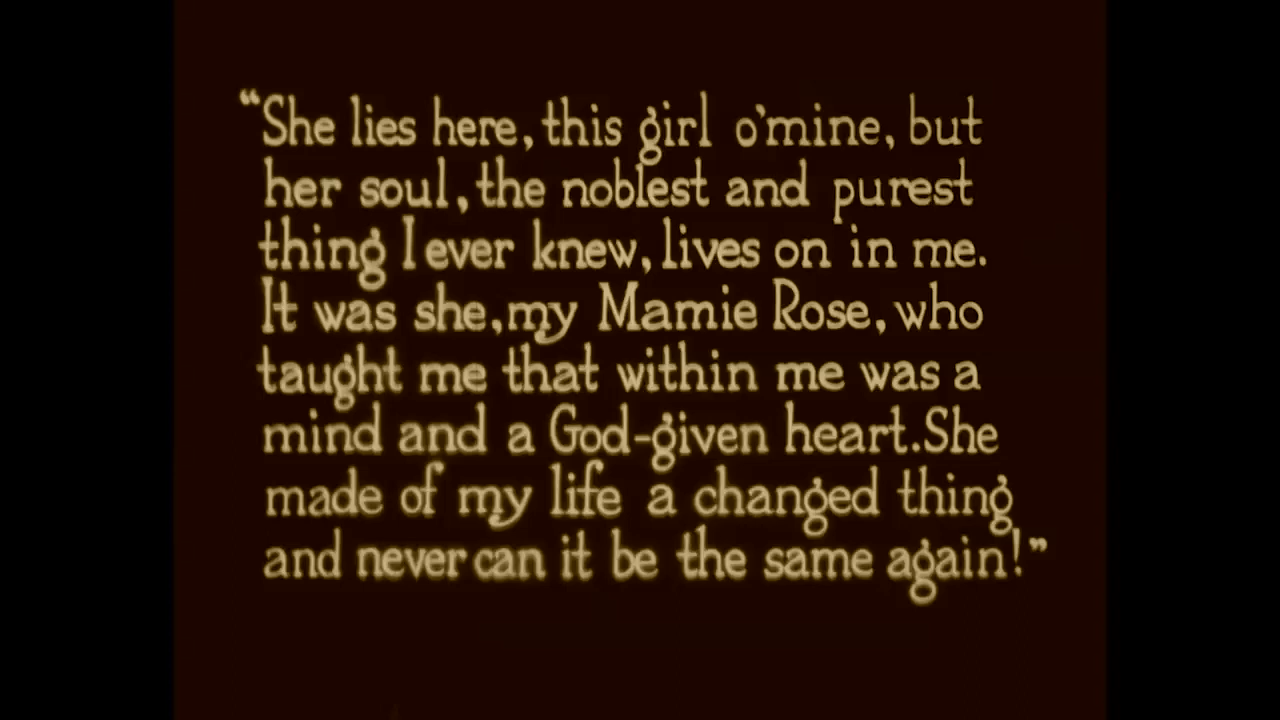 “She lies here, this girl o’mine, but
her soul, the noblest and purest
thing I ever knew, lives on in me.
It was she, my Mamie Rose, who
taught me that within me was a
mind and a God-given heart. She
made of my life a changed thing
and never can it be the same again!”